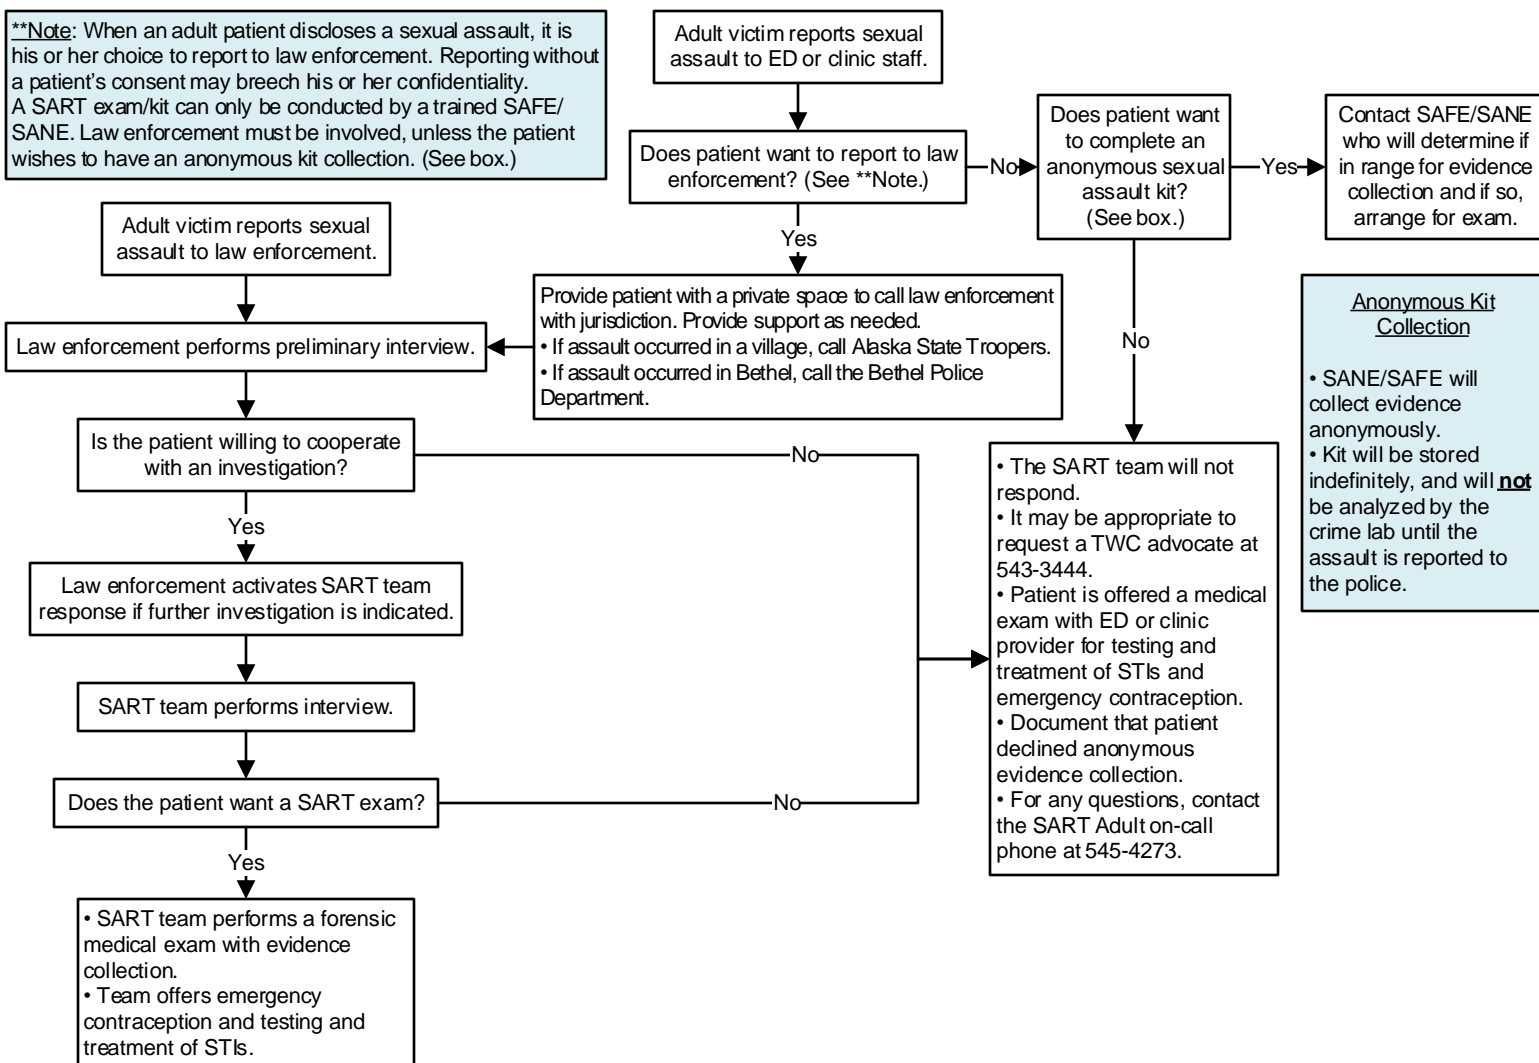 **Note: When an adult patient discloses a sexual assault, it is
his or her choice to report to law enforcement. Reporting without
a patient's consent may breech his or her confidentiality.
A SART exam/kit can only be conducted by a trained SAFE/
SANE. Law enforcement must be involved, unless the patient
wishes to have an anonymous kit collection. (See box.)
Adult victim reports sexual
assault to ED or clinic staff.
Does patient want to report to law
enforcement? (See **Note.)
No
Does patient want
to complete an
anonymous sexual
assault kit?
(See box.)
Yes
Contact SAFE/SANE
who will determine if
in range for evidence
collection and if so,
arrange for exam.
Yes
Adult victim reports sexual
assault to law enforcement.
Provide patient with a private space to call law enforcement
with jurisdiction. Provide support as needed.
• If assault occurred in a village, call Alaska State Troopers.
• If assault occurred in Bethel, call the Bethel Police
Department.
Law enforcement performs preliminary interview.
No
Anonymous Kit
Collection
• SANE/SAFE will
collect evidence
anonymously.
• Kit will be stored
indefinitely, and will not
be analyzed by the
crime lab until the
assault is reported to
the police.
Is the patient willing to cooperate
with an investigation?
No
Yes
• The SART team will not
respond.
• It may be appropriate to
request a TWC advocate at
543-3444.
• Patient is offered a medical
exam with ED or clinic
provider for testing and
treatment of STIs and
emergency contraception.
• Document that patient
declined anonymous
evidence collection.
• For any questions, contact
the SART Adult on-call
phone at 545-4273.
Law enforcement activates SART team
response if further investigation is indicated.
SART team performs interview.
Does the patient want a SART exam?
No
Yes
• SART team performs a forensic
medical exam with evidence
collection.
• Team offers emergency
contraception and testing and
treatment of STIs.